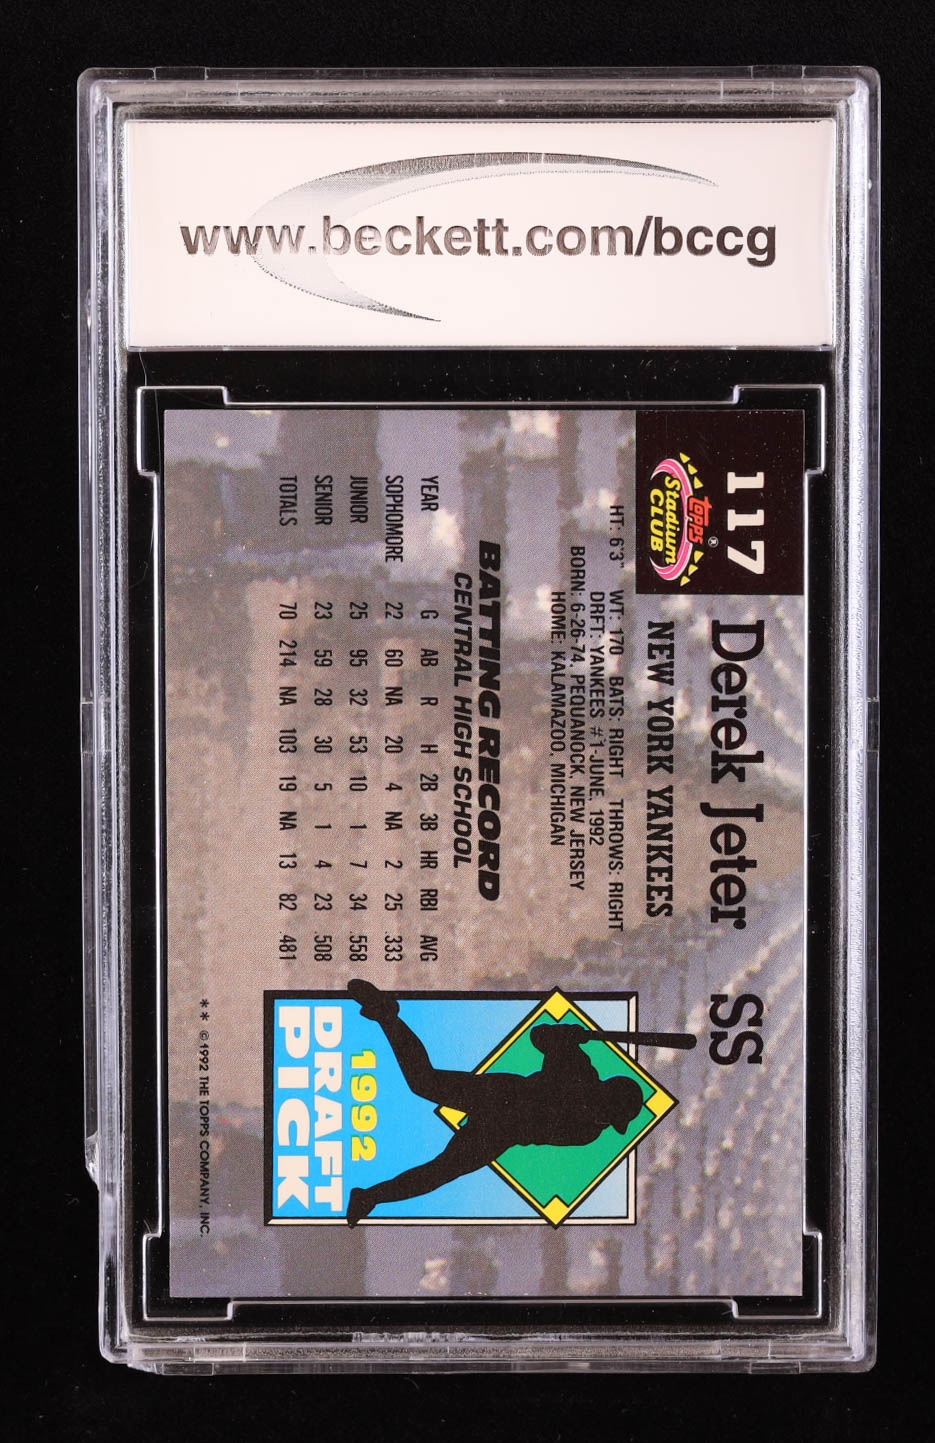 www.beckett.com/bccg
117
Topps®
Stadium
CLUB
Derek Jeter SS
NEW YORK YANKEES
HT: 6'3" WT: 170 BATS: RIGHT THROWS: RIGHT
DRFT: YANKEES #1-JUNE, 1992
BORN: 6-26-74, PEQUANOCK, NEW JERSEY
HOME: KALAMAZOO, MICHIGAN
BATTING RECORD
CENTRAL HIGH SCHOOL
YEAR G AB R H 2B 3B HR RBI AVG
SOPHOMORE 22 60 NA 20 4 NA 2 25 .333
JUNIOR 25 95 32 53 10 1 7 34 .558
SENIOR 23 59 28 30 5 1 4 23 .508
TOTALS 70 214 NA 103 19 NA 13 82 .481
1992
DRAFT
PICK
** © 1992 THE TOPPS COMPANY, INC.